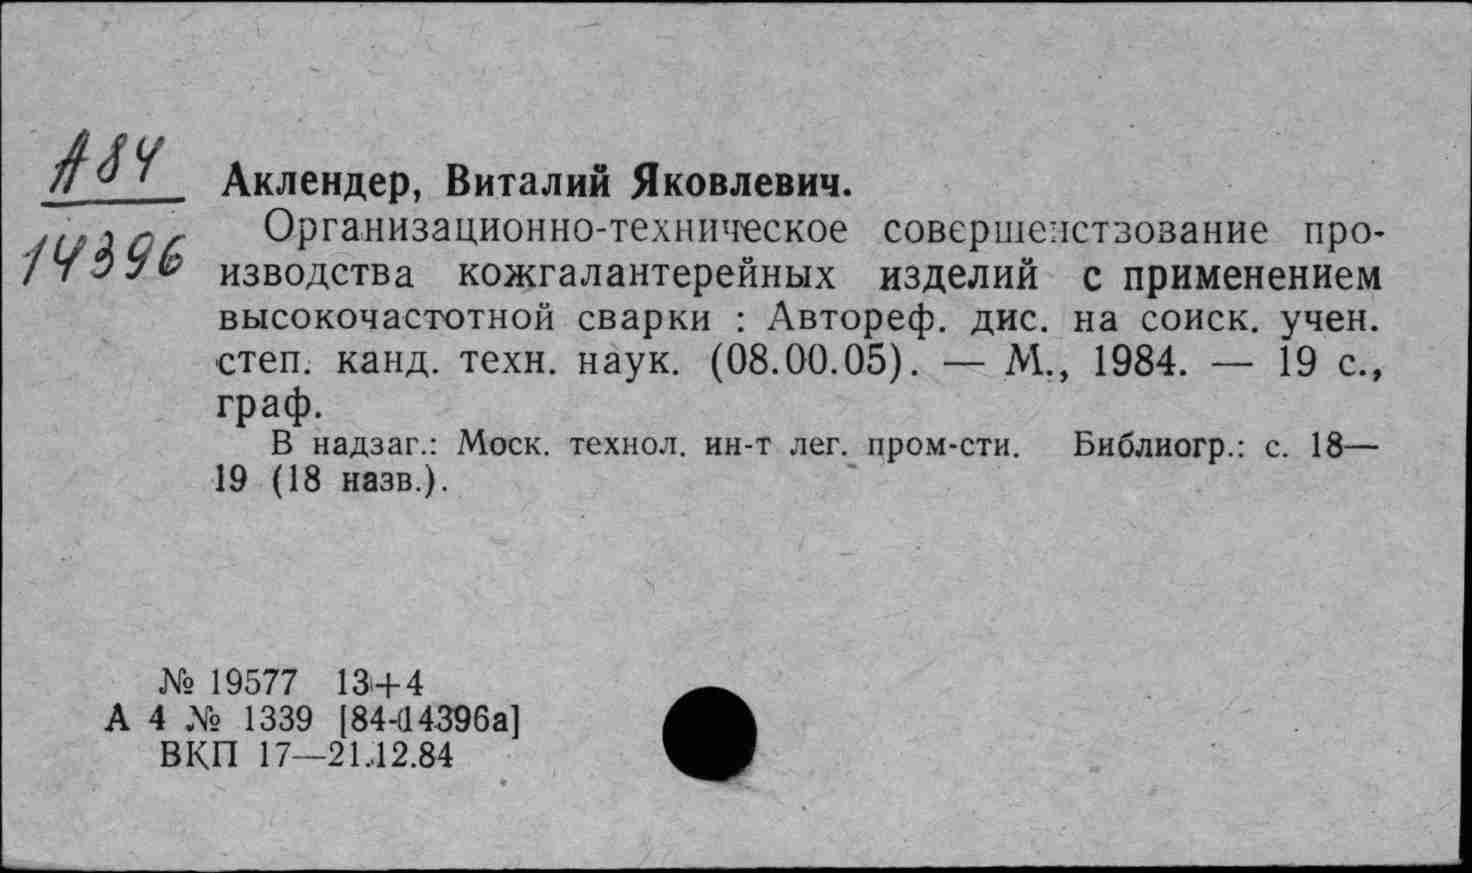 А84
14396
Аклендер, Виталий Яковлевич.
Организационно-техническое совершенствование про-
изводства кожгалантерейных изделий с применением
высокочастотной сварки : Автореф. дис. на соиск. учен.
степ. канд. техн. наук. (08.00.05). — М., 1984. — 19 с.,
граф.
В надзаг.: Моск. технол. ин-т лег. пром-сти. Библиогр.: с. 18—
19 (18 назв.).
№ 19577 13+4
А 4 № 1339 [84-14396а]
ВКП 17—21.12.84